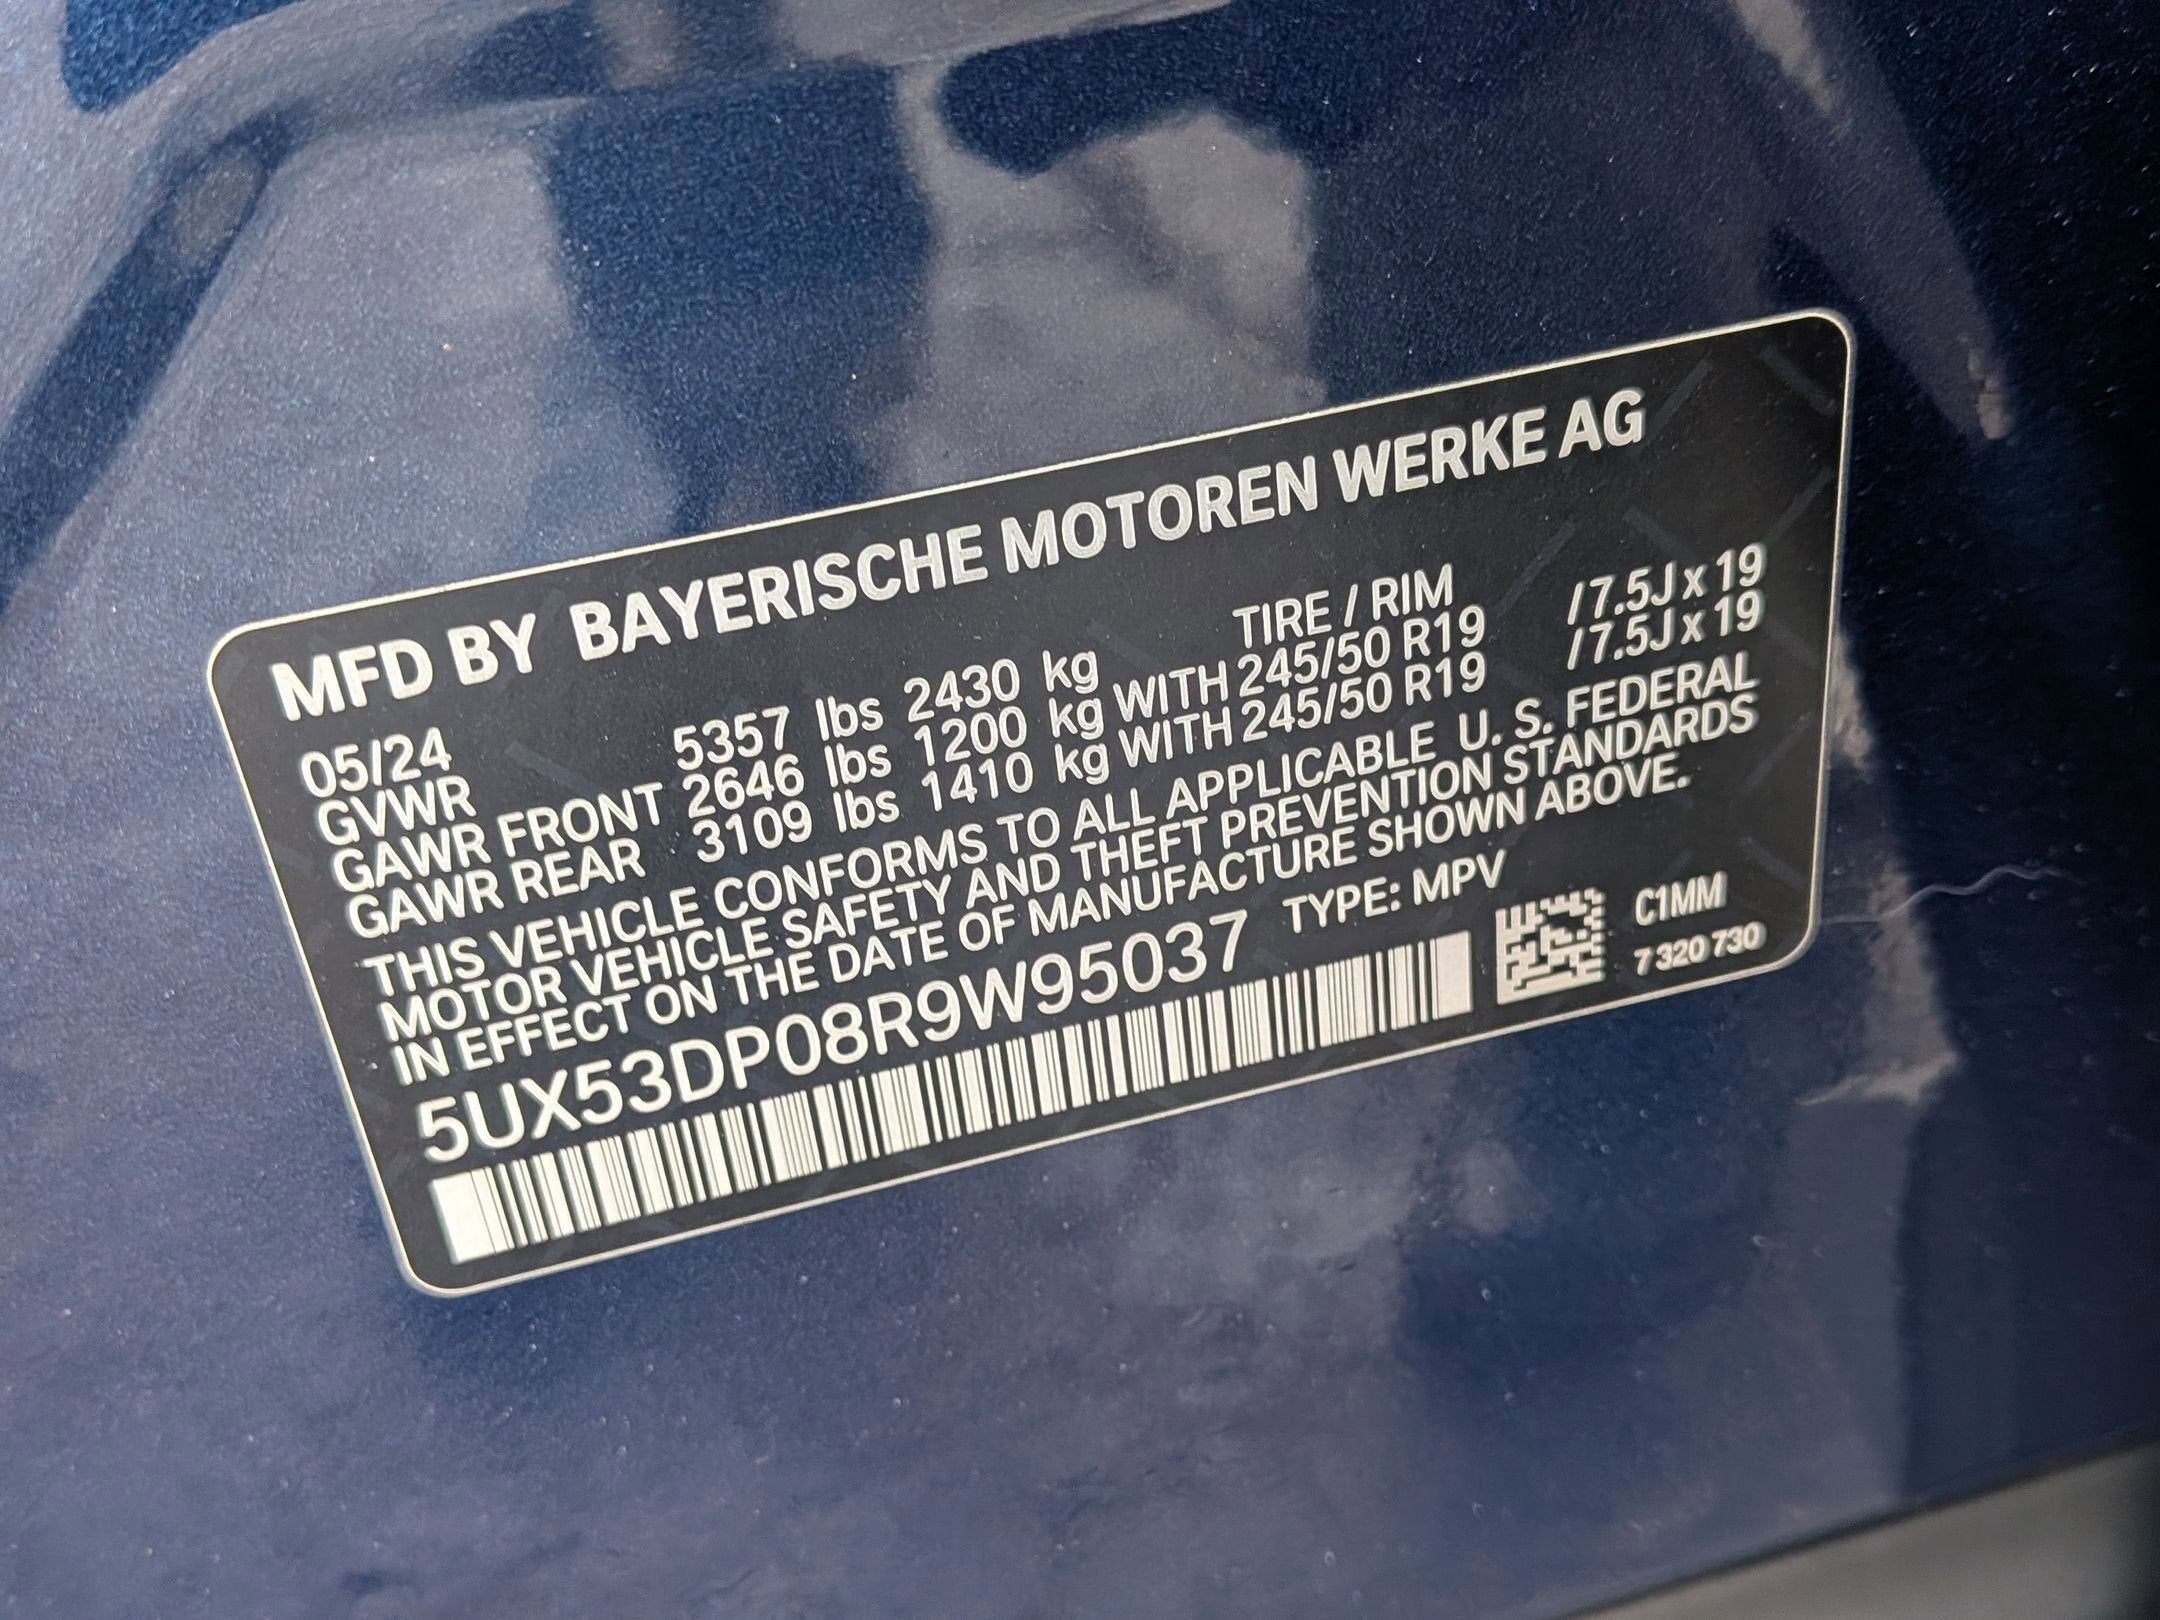 MFD BY BAYERISCHE MOTOREN WERKE AG
05/24 TIRE / RIM
GVWR 5357 lbs 2430 kg
GAWR FRONT 2646 lbs 1200 kg WITH 245/50 R19 / 7.5J x 19
GAWR REAR 3109 lbs 1410 kg WITH 245/50 R19 / 7.5J x 19
THIS VEHICLE CONFORMS TO ALL APPLICABLE U. S. FEDERAL
MOTOR VEHICLE SAFETY AND THEFT PREVENTION STANDARDS
IN EFFECT ON THE DATE OF MANUFACTURE SHOWN ABOVE.
5UX53DP08R9W95037 TYPE: MPV
C1MM
7 320 730